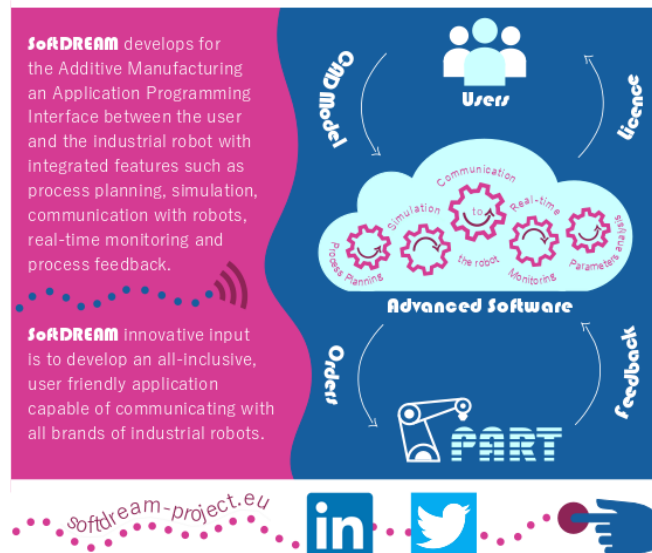 SoftDREAM develops for
the Additive Manufacturing
an Application Programming
Interface between the user
and the industrial robot with
integrated features such as
process planning, simulation,
communication with robots,
real-time monitoring and
process feedback.
SoftDREAM innovative input
is to develop an all-inclusive,
user friendly application
capable of communicating with
all brands of industrial robots.
Users
CAD Model
Licence
Process Planning
Simulation
Communication
to
the robot
Real-time
Monitoring
Parameters analysis
Advanced Software
Orders
Feedback
PART
softdream-project.eu
in